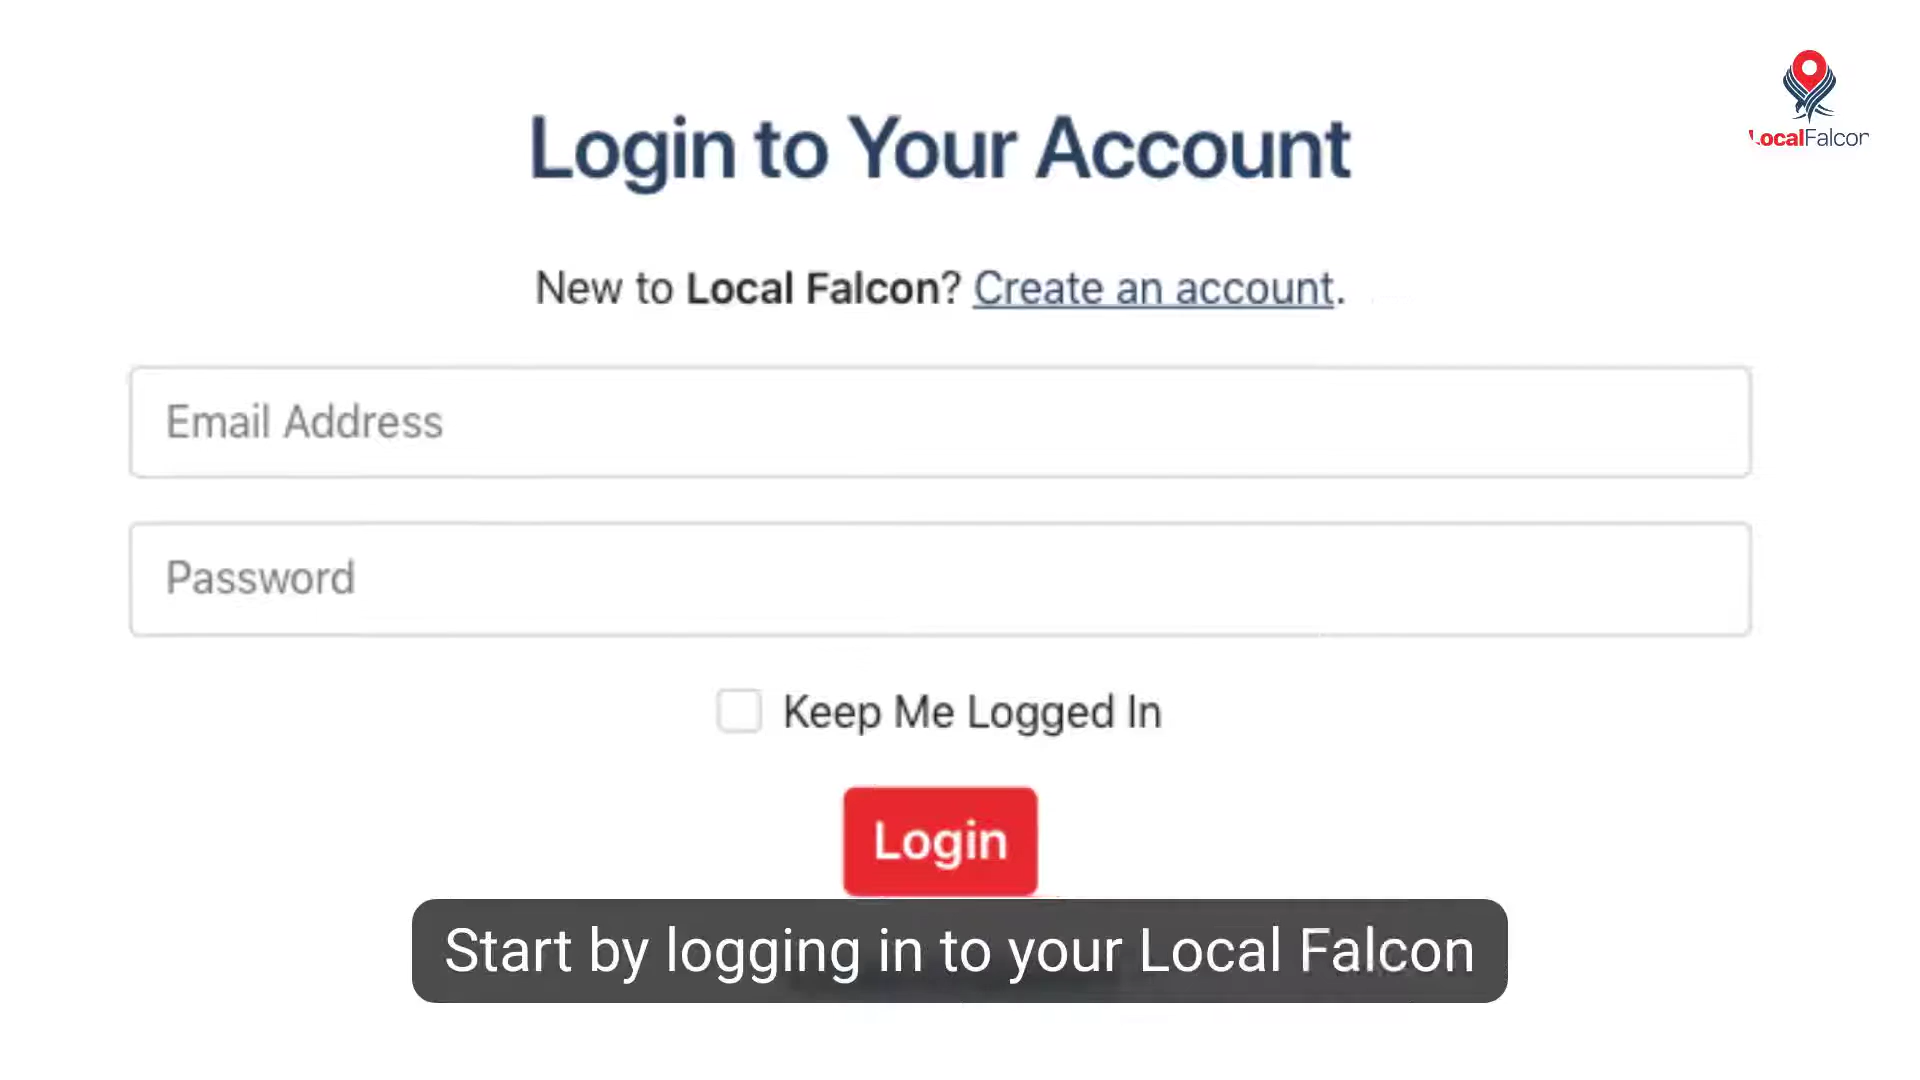 LocalFalcon
Login to Your Account
New to Local Falcon? Create an account.
Email Address
Password
Keep Me Logged In
Login
Start by logging in to your Local Falcon